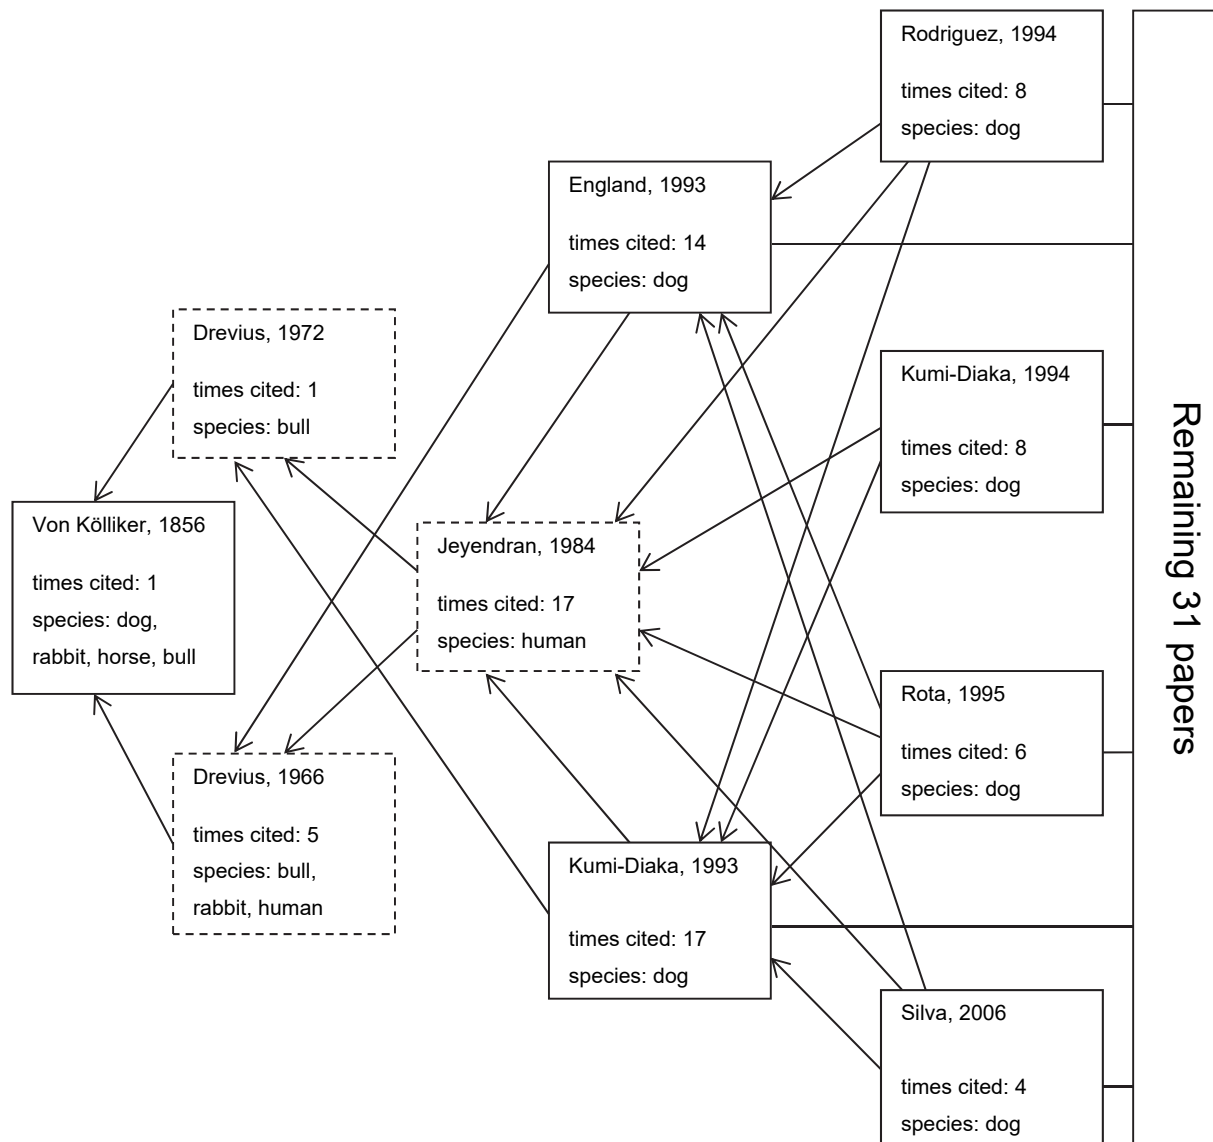 Rodriguez, 1994
times cited: 8
species: dog
England, 1993
times cited: 14
species: dog
Drevius, 1972
times cited: 1
species: bull
Kumi-Diaka, 1994
times cited: 8
species: dog
Von Kölliker, 1856
times cited: 1
species: dog,
rabbit, horse, bull
Jeyendran, 1984
times cited: 17
species: human
Rota, 1995
times cited: 6
species: dog
Drevius, 1966
times cited: 5
species: bull,
rabbit, human
Kumi-Diaka, 1993
times cited: 17
species: dog
Silva, 2006
times cited: 4
species: dog
Remaining 31 papers